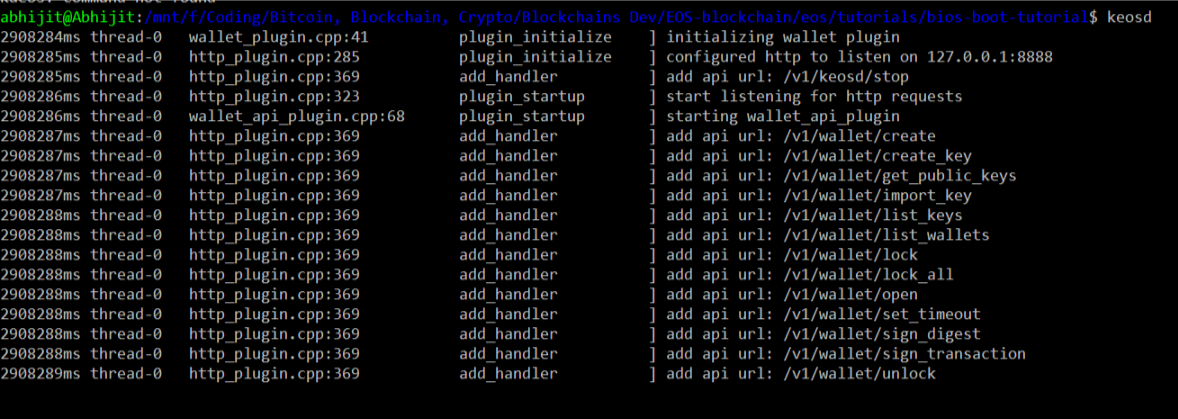 abhijit@Abhijit:/mnt/f/Coding/Bitcoin, Blockchain, Crypto/Blockchains Dev/EOS-blockchain/eos/tutorials/bios-boot-tutorial$ keosd
2908284ms thread-0   wallet_plugin.cpp:41          plugin_initialize    ] initializing wallet plugin
2908285ms thread-0   http_plugin.cpp:285           plugin_initialize    ] configured http to listen on 127.0.0.1:8888
2908285ms thread-0   http_plugin.cpp:369           add_handler          ] add api url: /v1/keosd/stop
2908286ms thread-0   http_plugin.cpp:323           plugin_startup       ] start listening for http requests
2908286ms thread-0   wallet_api_plugin.cpp:68      plugin_startup       ] starting wallet_api_plugin
2908287ms thread-0   http_plugin.cpp:369           add_handler          ] add api url: /v1/wallet/create
2908287ms thread-0   http_plugin.cpp:369           add_handler          ] add api url: /v1/wallet/create_key
2908287ms thread-0   http_plugin.cpp:369           add_handler          ] add api url: /v1/wallet/get_public_keys
2908287ms thread-0   http_plugin.cpp:369           add_handler          ] add api url: /v1/wallet/import_key
2908288ms thread-0   http_plugin.cpp:369           add_handler          ] add api url: /v1/wallet/list_keys
2908288ms thread-0   http_plugin.cpp:369           add_handler          ] add api url: /v1/wallet/list_wallets
2908288ms thread-0   http_plugin.cpp:369           add_handler          ] add api url: /v1/wallet/lock
2908288ms thread-0   http_plugin.cpp:369           add_handler          ] add api url: /v1/wallet/lock_all
2908288ms thread-0   http_plugin.cpp:369           add_handler          ] add api url: /v1/wallet/open
2908288ms thread-0   http_plugin.cpp:369           add_handler          ] add api url: /v1/wallet/set_timeout
2908288ms thread-0   http_plugin.cpp:369           add_handler          ] add api url: /v1/wallet/sign_digest
2908288ms thread-0   http_plugin.cpp:369           add_handler          ] add api url: /v1/wallet/sign_transaction
2908289ms thread-0   http_plugin.cpp:369           add_handler          ] add api url: /v1/wallet/unlock